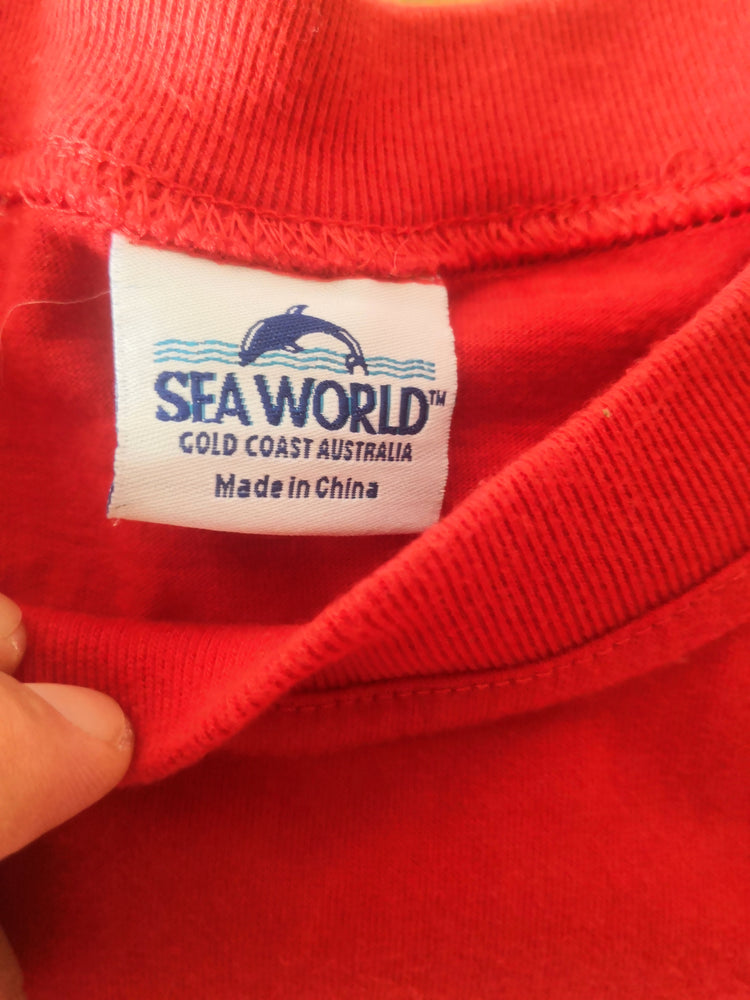 SEA WORLD™
GOLD COAST AUSTRALIA
Made in China